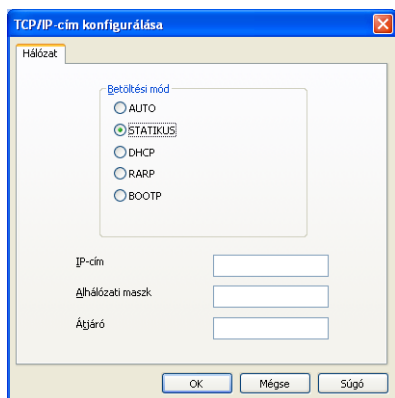 TCP/IP-cím konfigurálása
Hálózat
Betöltési mód
AUTO
STATIKUS
DHCP
RARP
BOOTP
IP-cím
Alhálózati maszk
Átjáró
OK Mégse Súgó